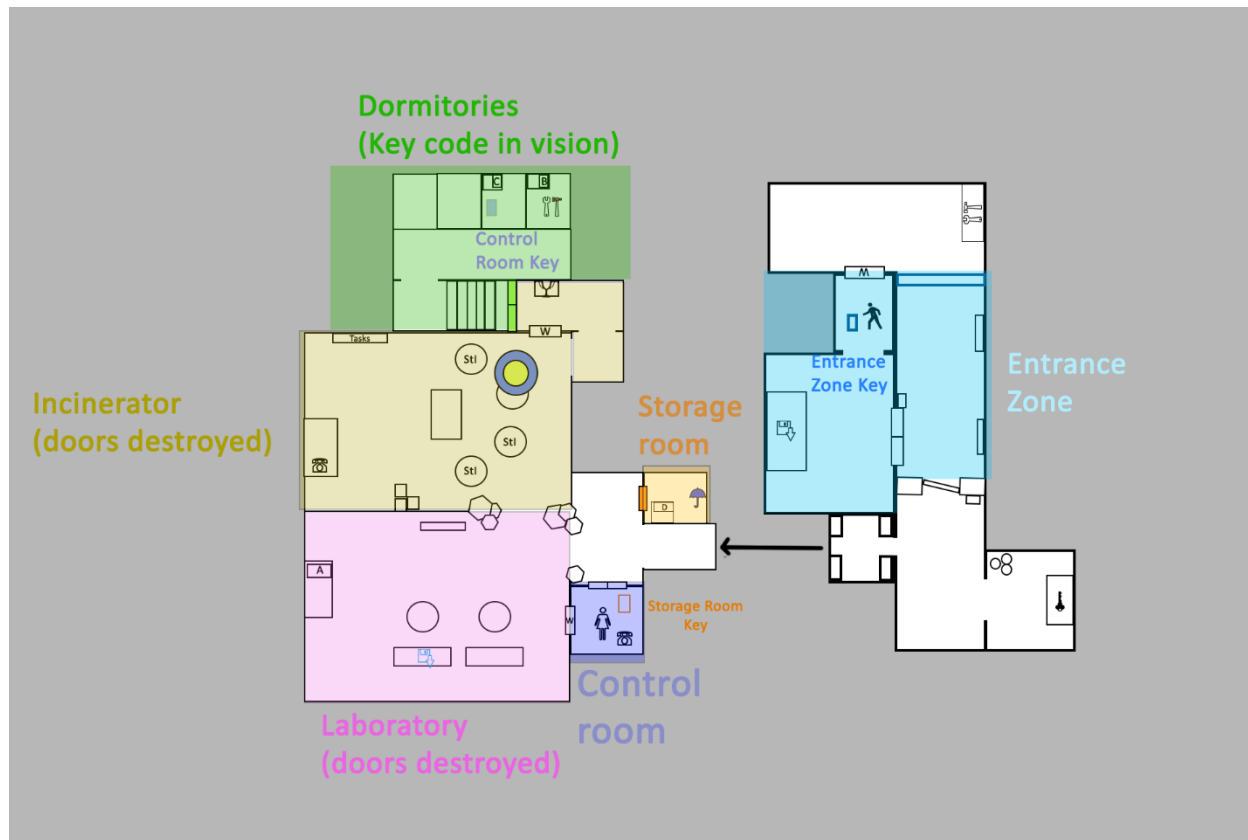 Dormitories
(Key code in vision)
C
B
Control
Room Key
W
W
Tasks
Stl
Entrance
Zone Key
Entrance
Zone
Incinerator
(doors destroyed)
Storage
room
Stl
Stl
D
A
W
Storage Room
Key
Control
room
Laboratory
(doors destroyed)